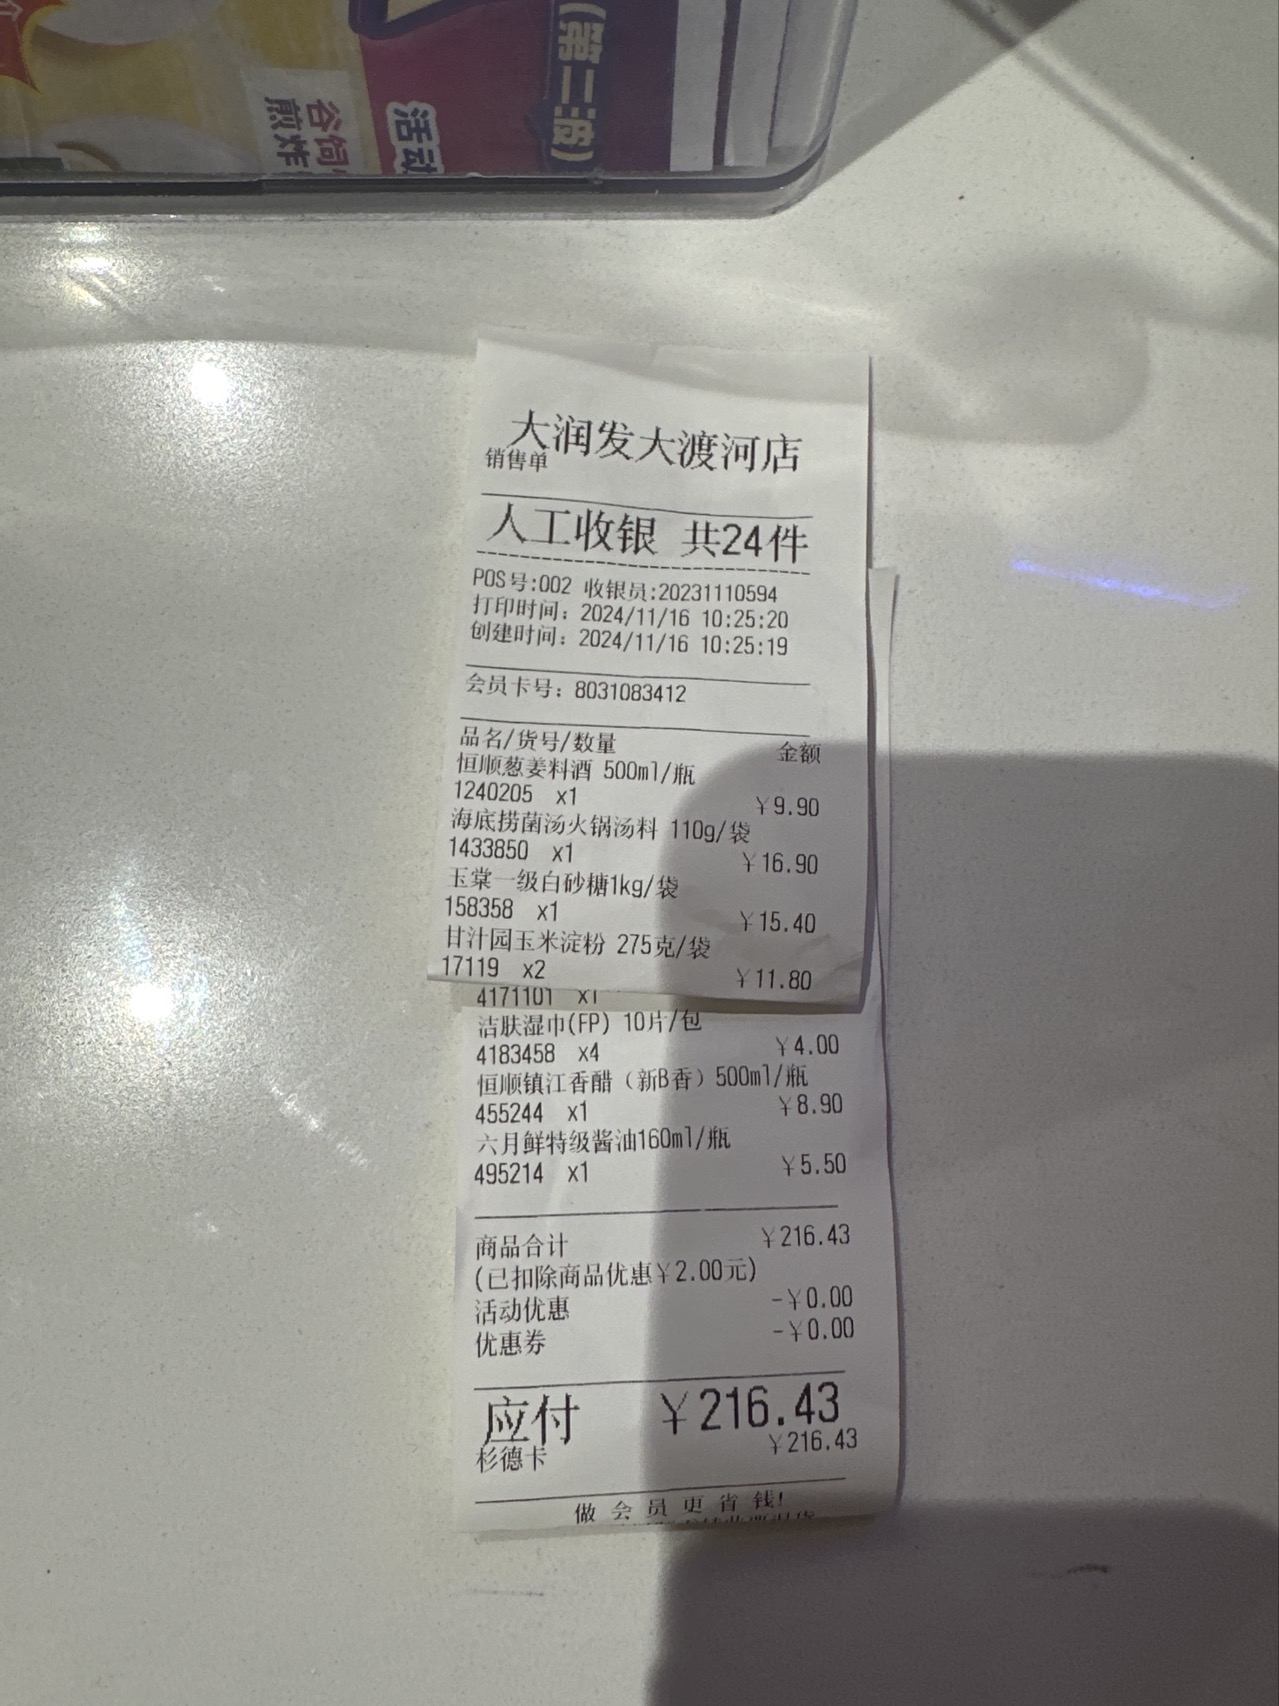 (第二波)
活动
谷饲
煎炸
大润发大渡河店
销售单
人工收银 共24件
POS号:002 收银员:20231110594
打印时间: 2024/11/16 10:25:20
创建时间: 2024/11/16 10:25:19
会员卡号: 8031083412
品名/货号/数量 金额
恒顺葱姜料酒 500ml/瓶
1240205 x1 ¥9.90
海底捞菌汤火锅汤料 110g/袋
1433850 x1 ¥16.90
玉棠一级白砂糖1kg/袋
158358 x1 ¥15.40
甘汁园玉米淀粉 275克/袋
17119 x2 ¥11.80
4171101 x1
洁肤湿巾(FP) 10片/包
4183458 x4 ¥4.00
恒顺镇江香醋（新B香）500ml/瓶
455244 x1 ¥8.90
六月鲜特级酱油160ml/瓶
495214 x1 ¥5.50
商品合计 ¥216.43
(已扣除商品优惠¥2.00元)
活动优惠 -¥0.00
优惠券 -¥0.00
应付 ¥216.43
杉德卡 ¥216.43
做会员更省钱!